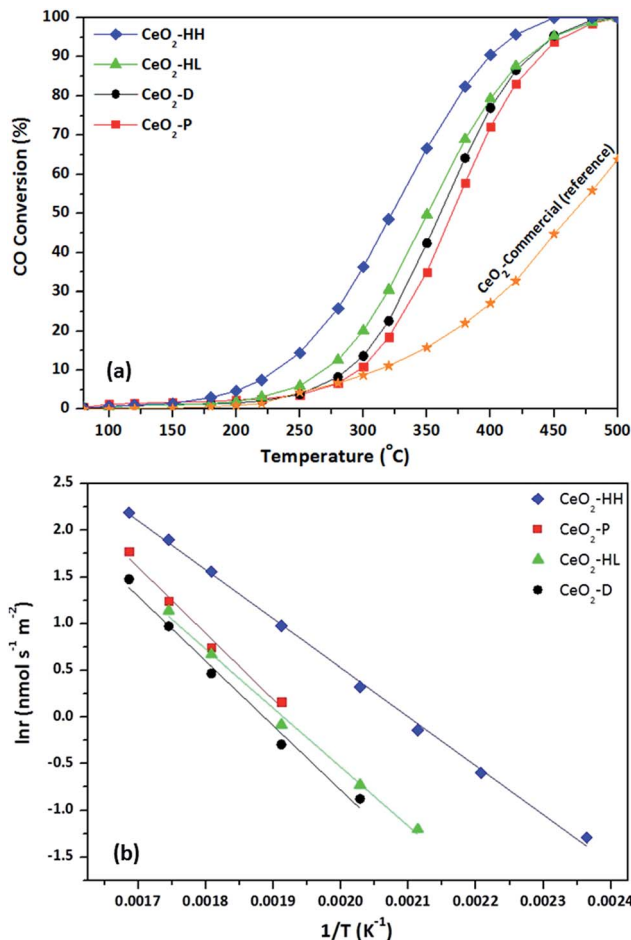 100
90
80
70
60
50
40
30
20
10
0
CO Conversion (%)
CeO₂-HH
CeO₂-HL
CeO₂-D
CeO₂-P
CeO₂-Commercial (reference)
(a)
100 150 200 250 300 350 400 450 500
Temperature (°C)
2.5
2.0
1.5
1.0
0.5
0.0
-0.5
-1.0
-1.5
lnr (nmol s⁻¹ m⁻²)
CeO₂-HH
CeO₂-P
CeO₂-HL
CeO₂-D
(b)
0.0017 0.0018 0.0019 0.0020 0.0021 0.0022 0.0023 0.0024
1/T (K⁻¹)